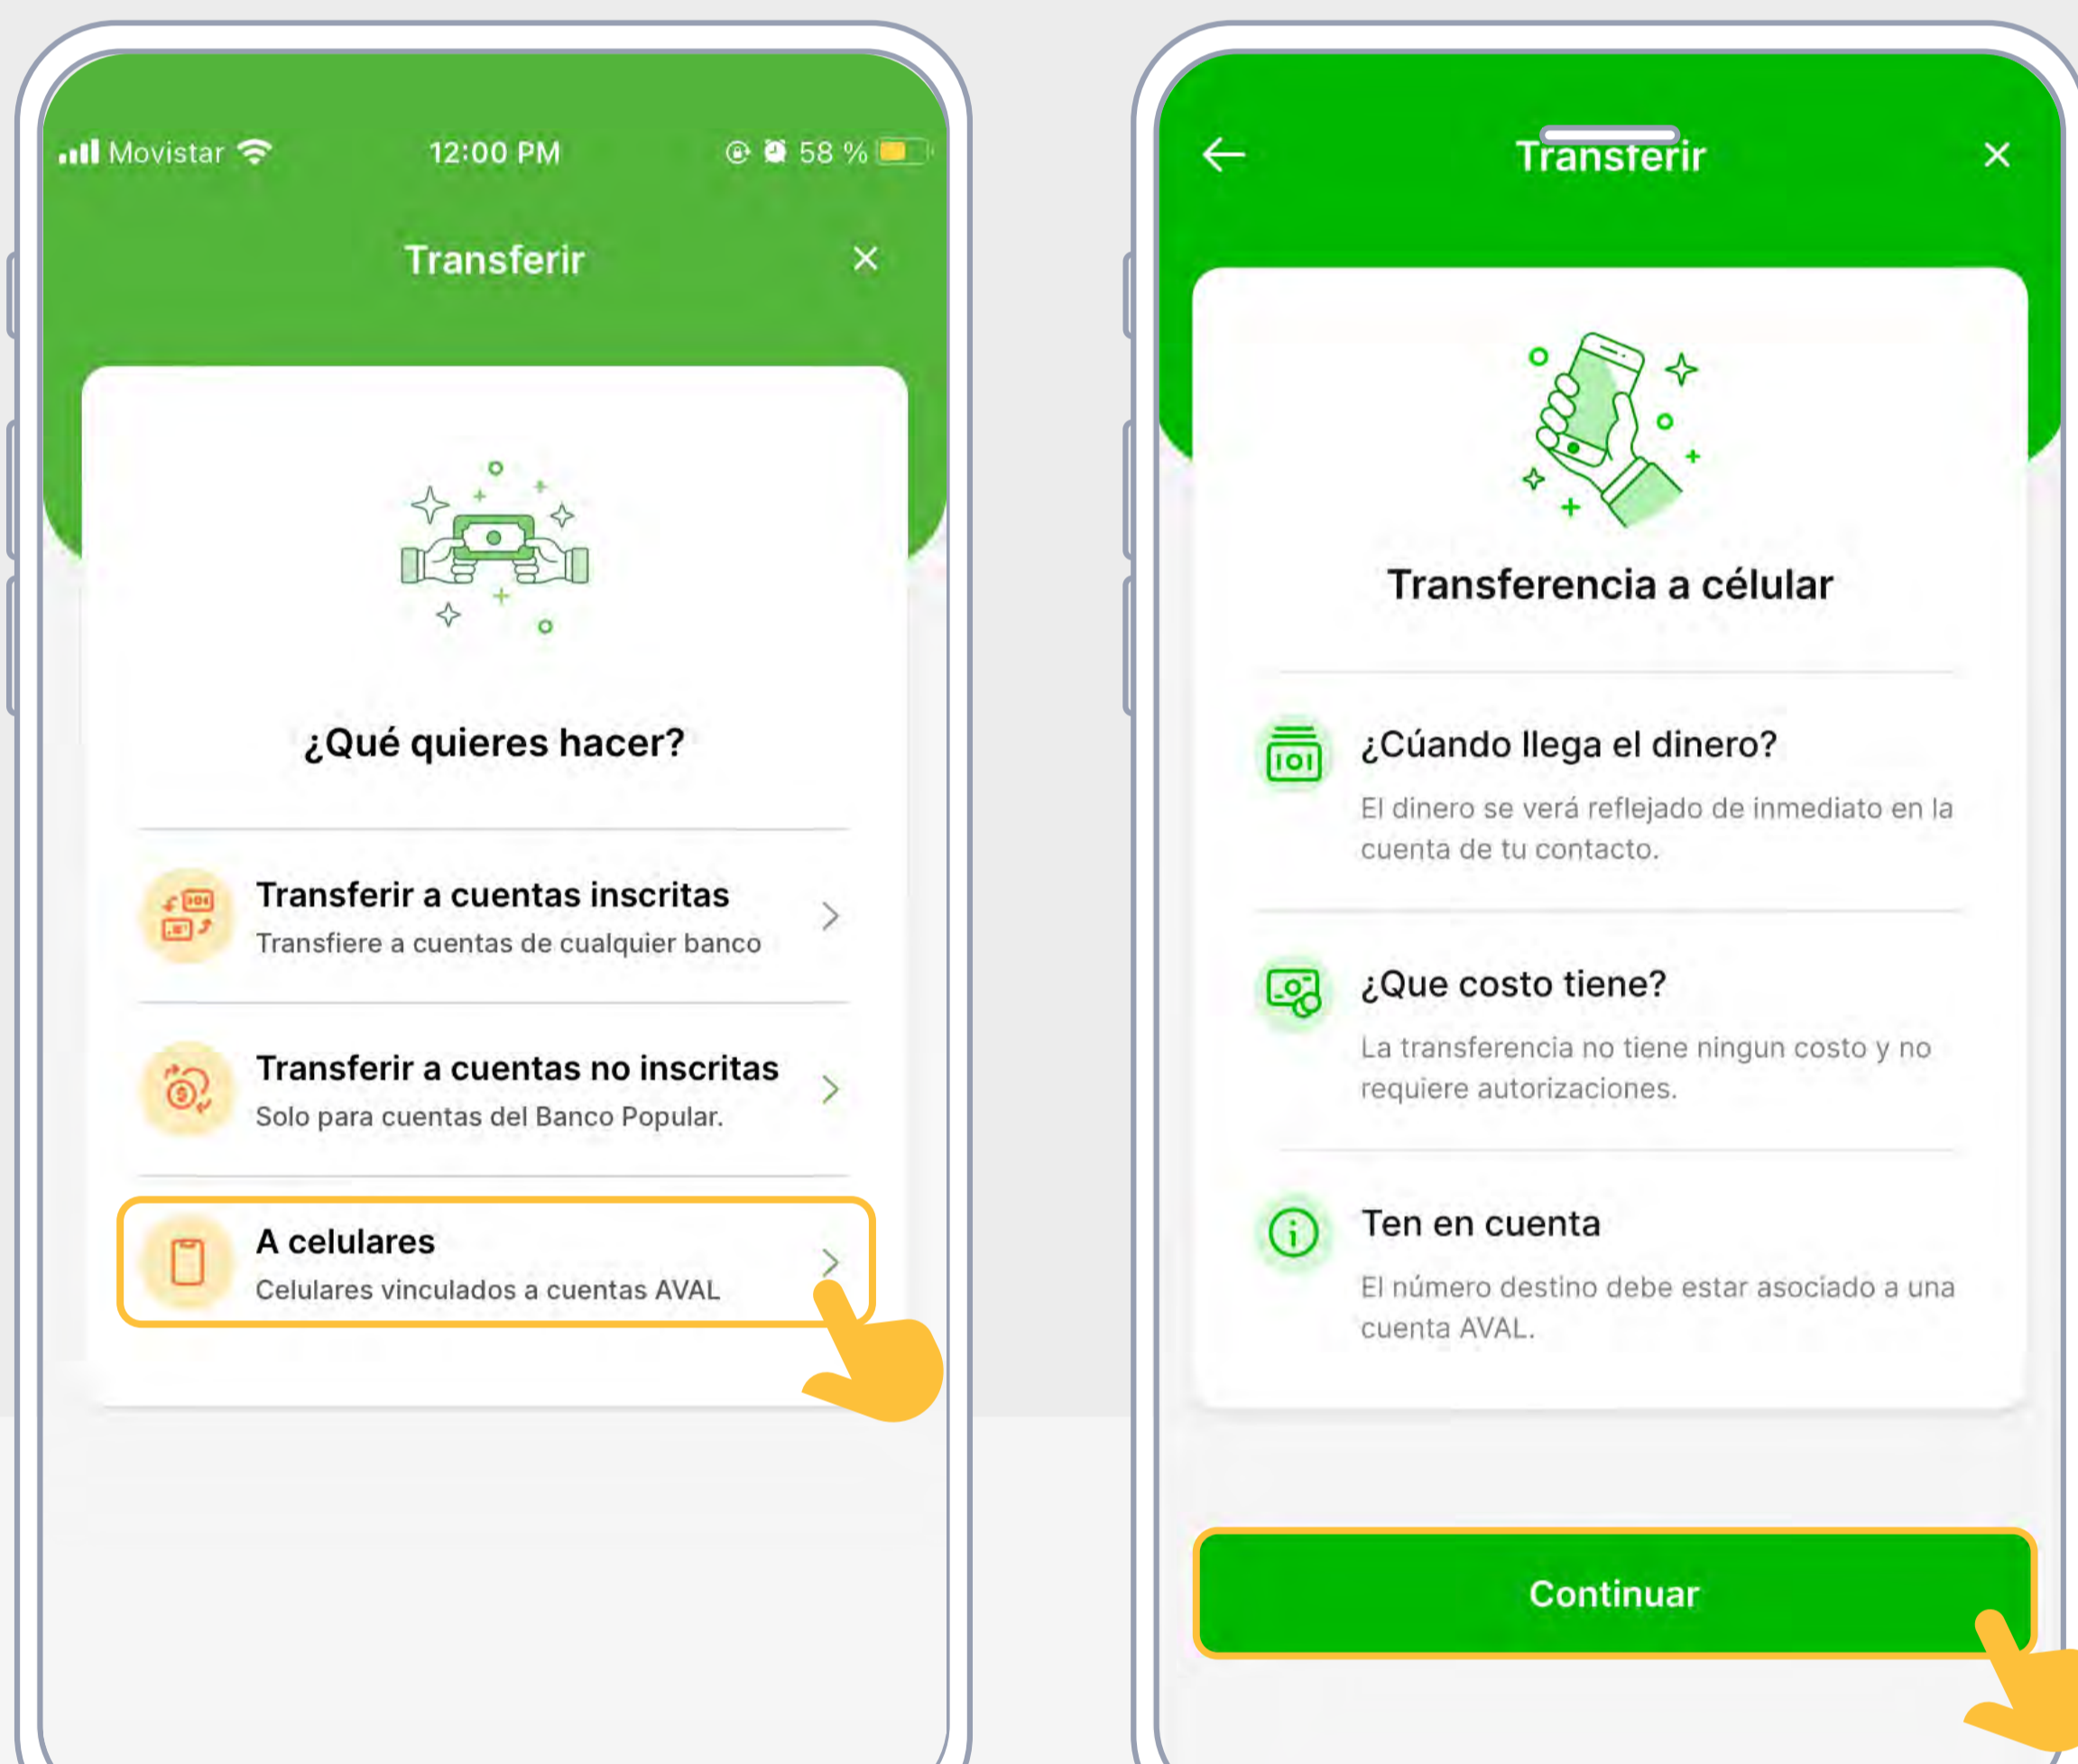 Movistar 12:00 PM 58 %
Transferir
¿Qué quieres hacer?
Transferir a cuentas inscritas
Transfiere a cuentas de cualquier banco
Transferir a cuentas no inscritas
Solo para cuentas del Banco Popular.
A celulares
Celulares vinculados a cuentas AVAL
Transferir
Transferencia a célular
¿Cúando llega el dinero?
El dinero se verá reflejado de inmediato en la
cuenta de tu contacto.
¿Que costo tiene?
La transferencia no tiene ningun costo y no
requiere autorizaciones.
Ten en cuenta
El número destino debe estar asociado a una
cuenta AVAL.
Continuar